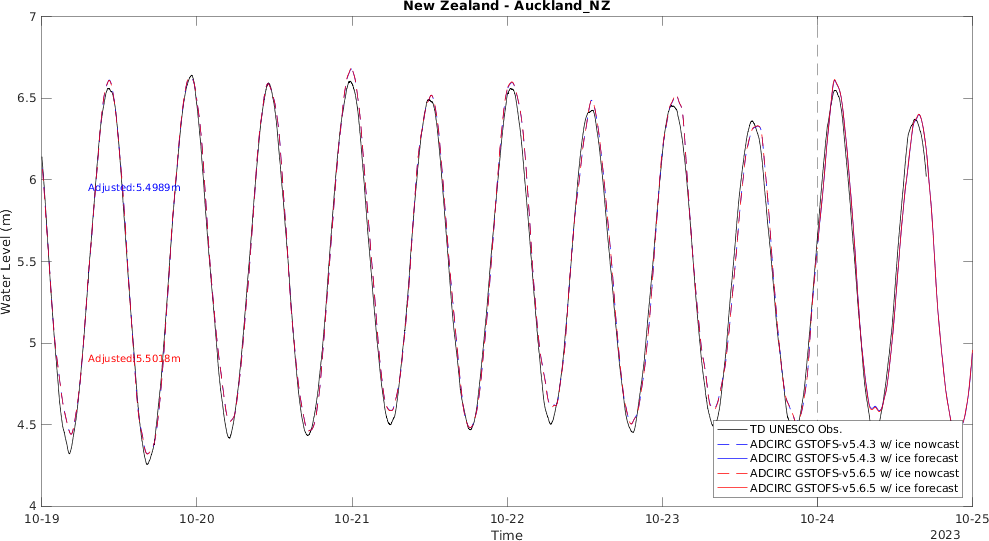 New Zealand - Auckland_NZ
7
6.5
6
5.5
5
4.5
4
Water Level (m)
Adjusted:5.4989m
Adjusted:5.5018m
TD UNESCO Obs.
ADCIRC GSTOFS-v5.4.3 w/ ice nowcast
ADCIRC GSTOFS-v5.4.3 w/ ice forecast
ADCIRC GSTOFS-v5.6.5 w/ ice nowcast
ADCIRC GSTOFS-v5.6.5 w/ ice forecast
10-19
10-20
10-21
10-22
10-23
10-24
10-25
Time
2023